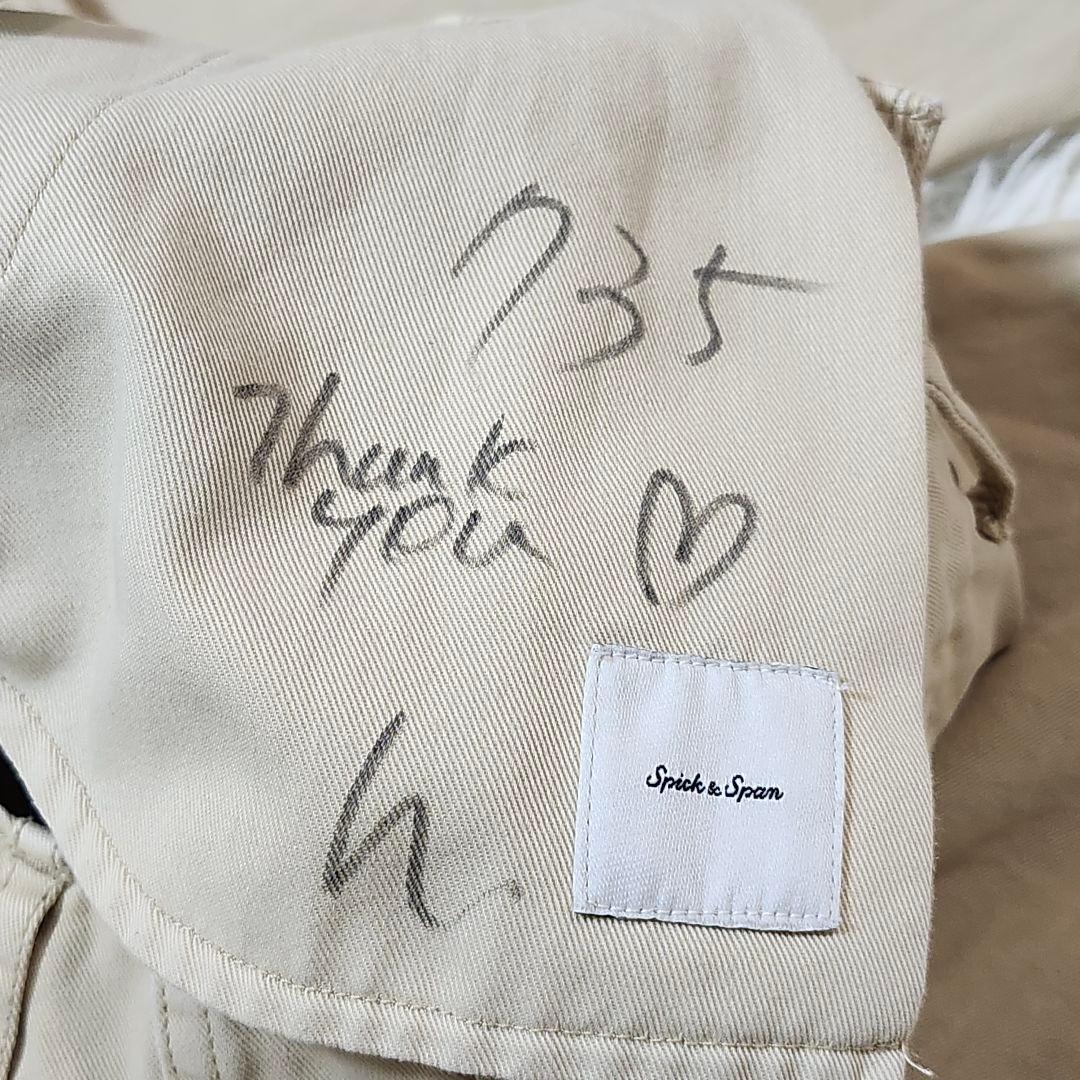 735
Thank
you ♡
h.
Spick & Span